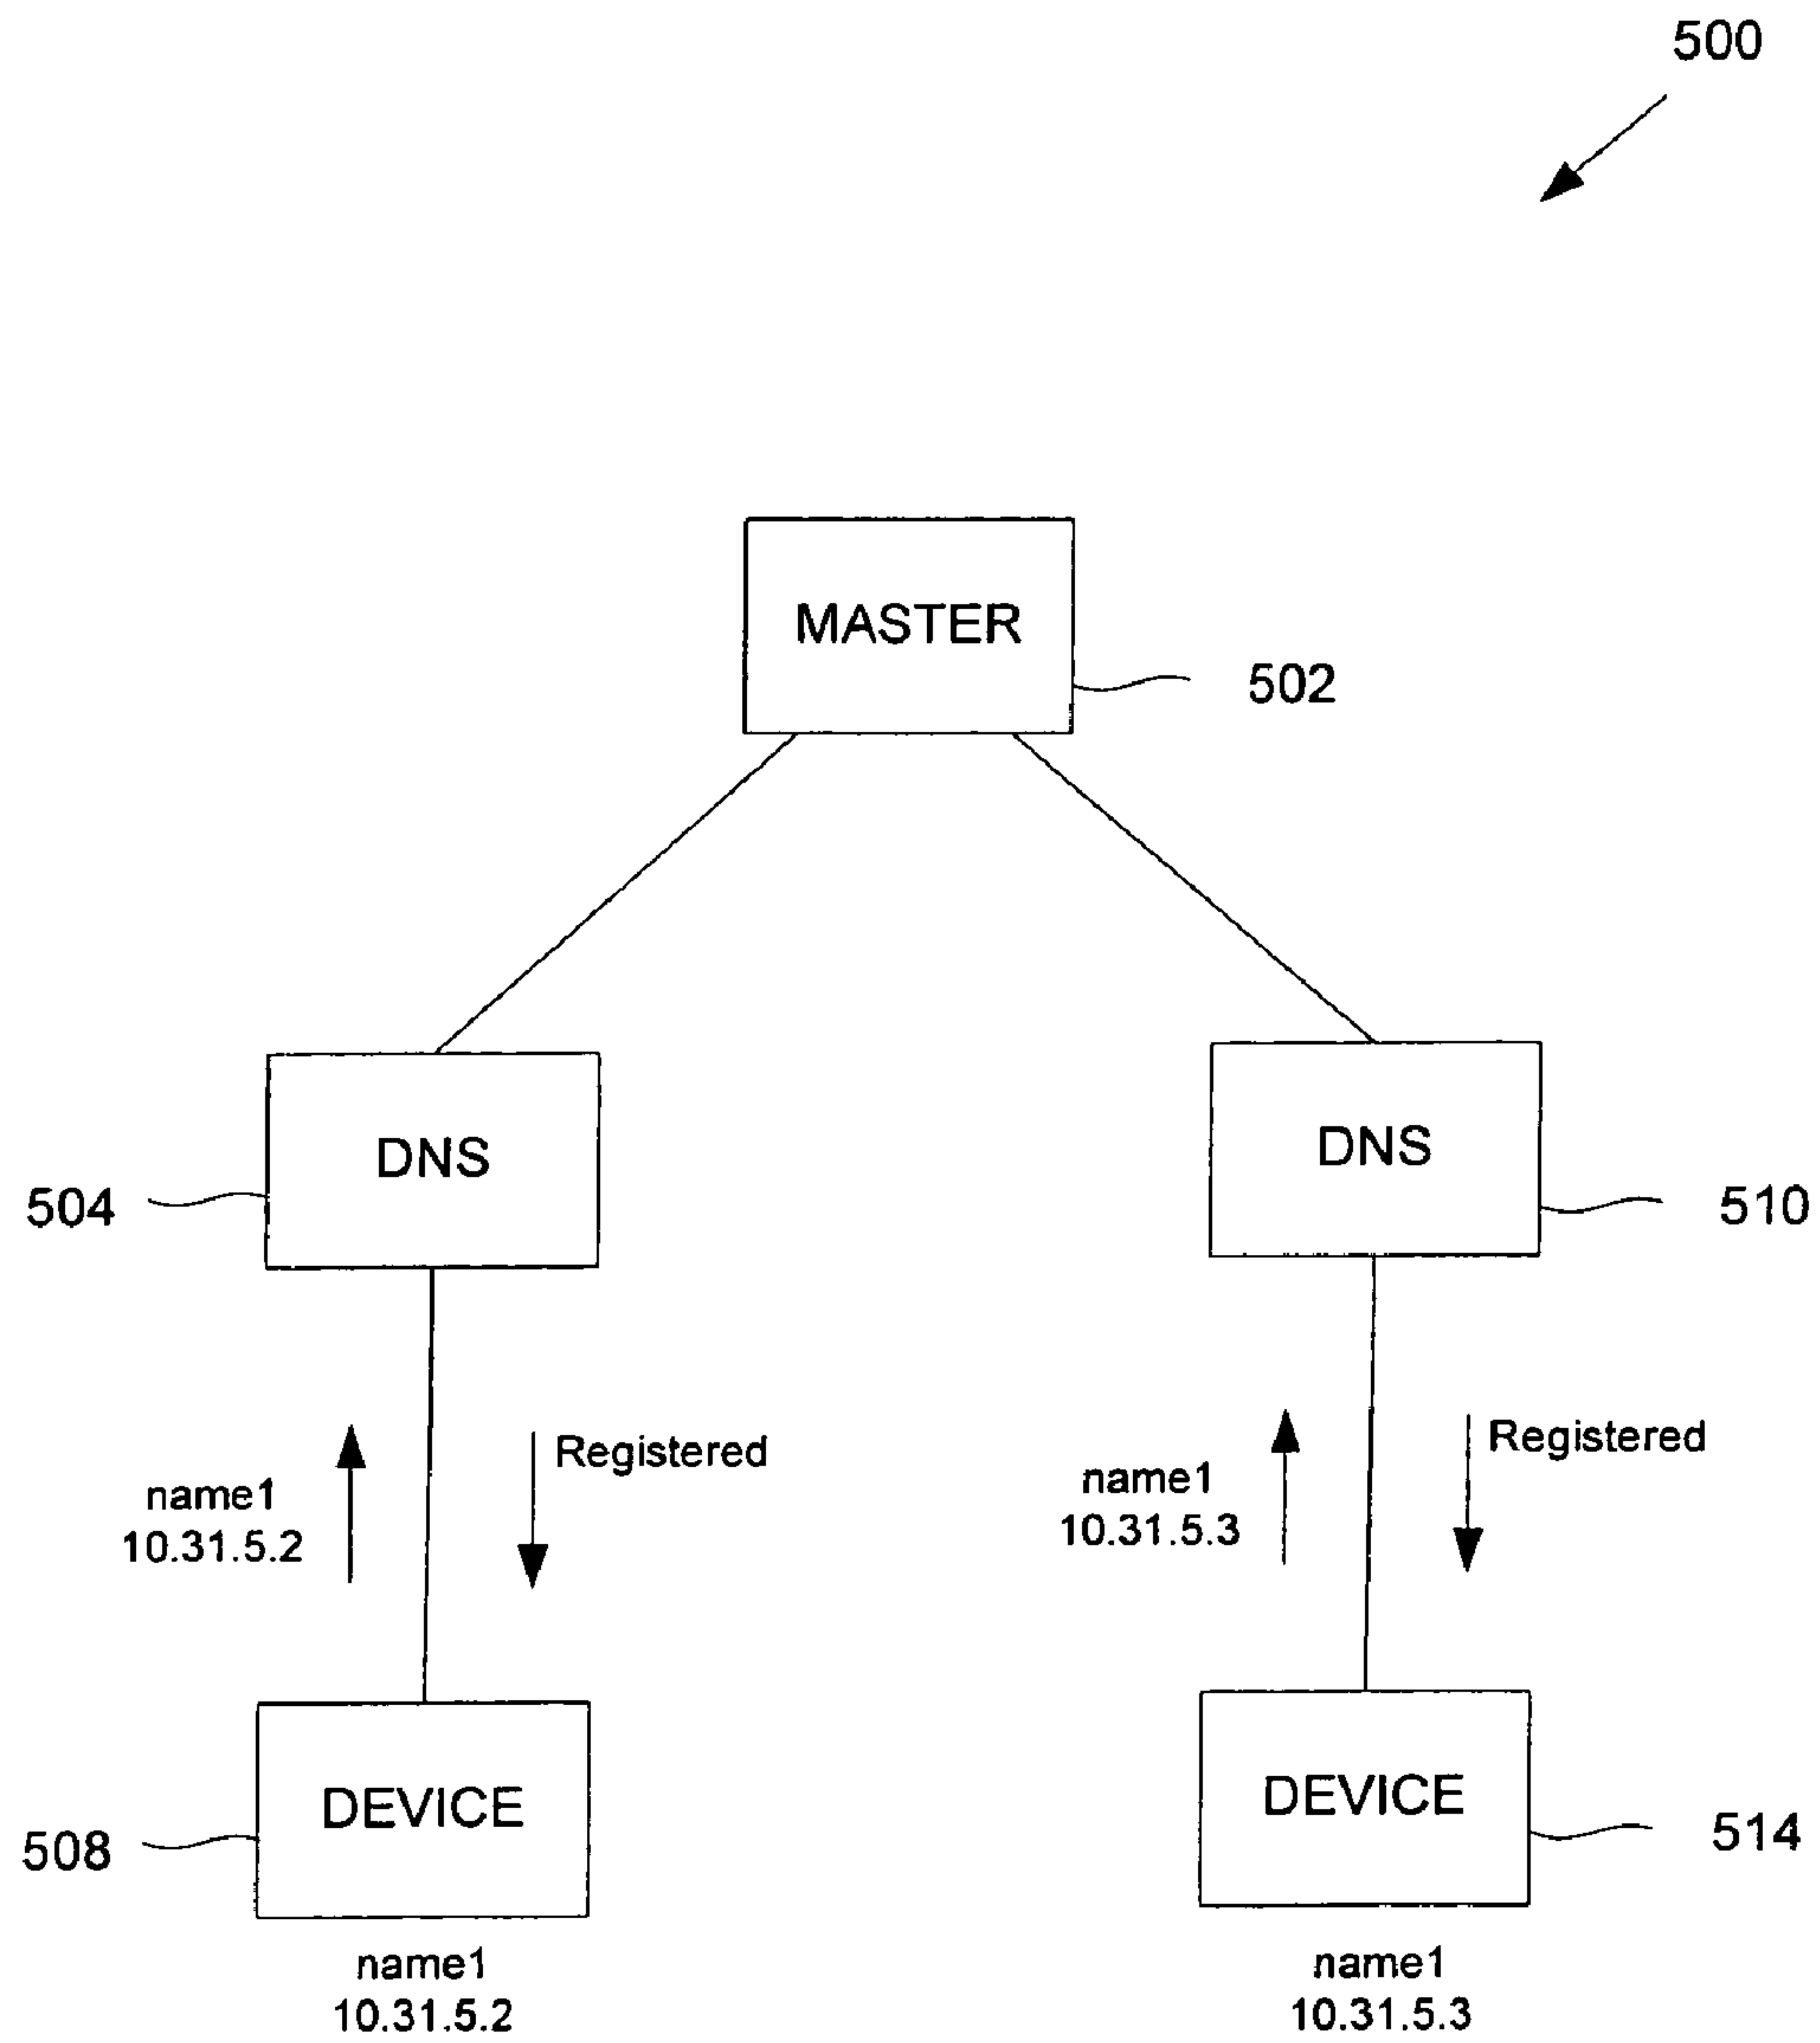 500
MASTER
502
DNS
504
DNS
510
name1
10.31.5.2
Registered
name1
10.31.5.3
Registered
DEVICE
508
DEVICE
514
name1
10.31.5.2
name1
10.31.5.3